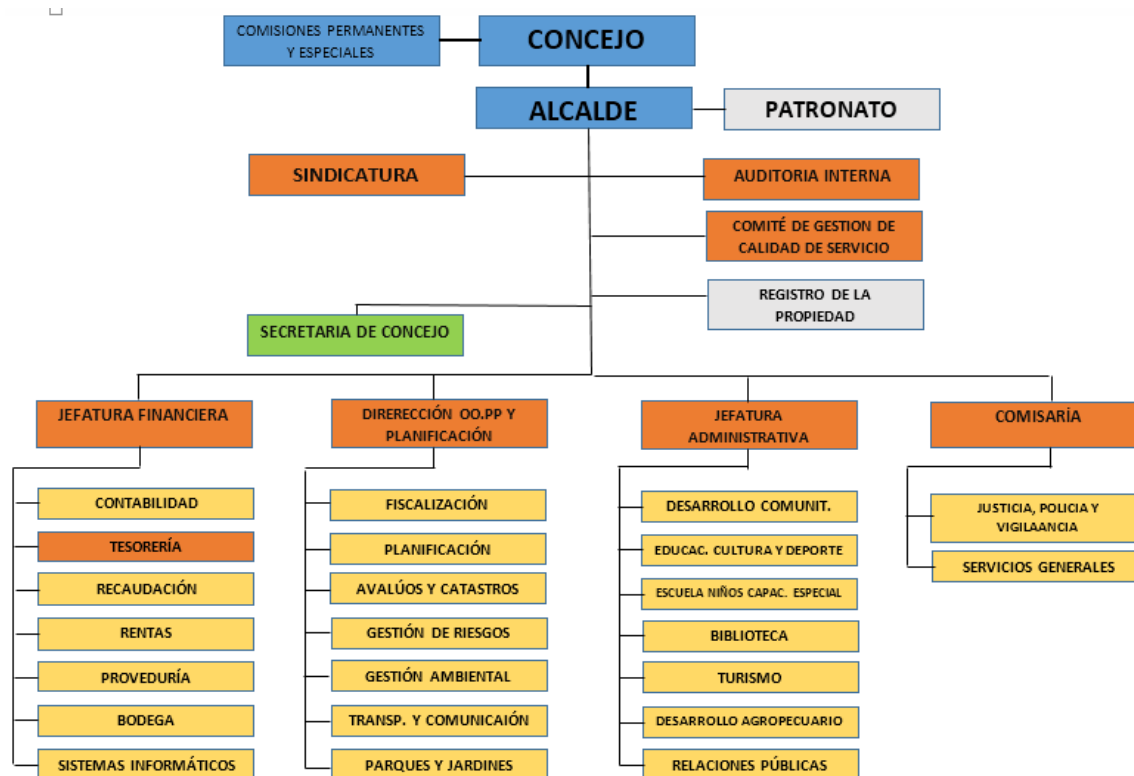 COMISIONES PERMANENTES
Y ESPECIALES
CONCEJO
ALCALDE
PATRONATO
SINDICATURA
AUDITORIA INTERNA
COMITÉ DE GESTION DE
CALIDAD DE SERVICIO
REGISTRO DE LA
PROPIEDAD
SECRETARIA DE CONCEJO
JEFATURA FINANCIERA
CONTABILIDAD
TESORERÍA
RECAUDACIÓN
RENTAS
PROVEDURÍA
BODEGA
SISTEMAS INFORMÁTICOS
DIRERECCIÓN OO.PP Y
PLANIFICACIÓN
FISCALIZACIÓN
PLANIFICACIÓN
AVALÚOS Y CATASTROS
GESTIÓN DE RIESGOS
GESTIÓN AMBIENTAL
TRANSP. Y COMUNICAIÓN
PARQUES Y JARDINES
JEFATURA
ADMINISTRATIVA
DESARROLLO COMUNIT.
EDUCAC. CULTURA Y DEPORTE
ESCUELA NIÑOS CAPAC. ESPECIAL
BIBLIOTECA
TURISMO
DESARROLLO AGROPECUARIO
RELACIONES PÚBLICAS
COMISARÍA
JUSTICIA, POLICIA Y
VIGILAANCIA
SERVICIOS GENERALES